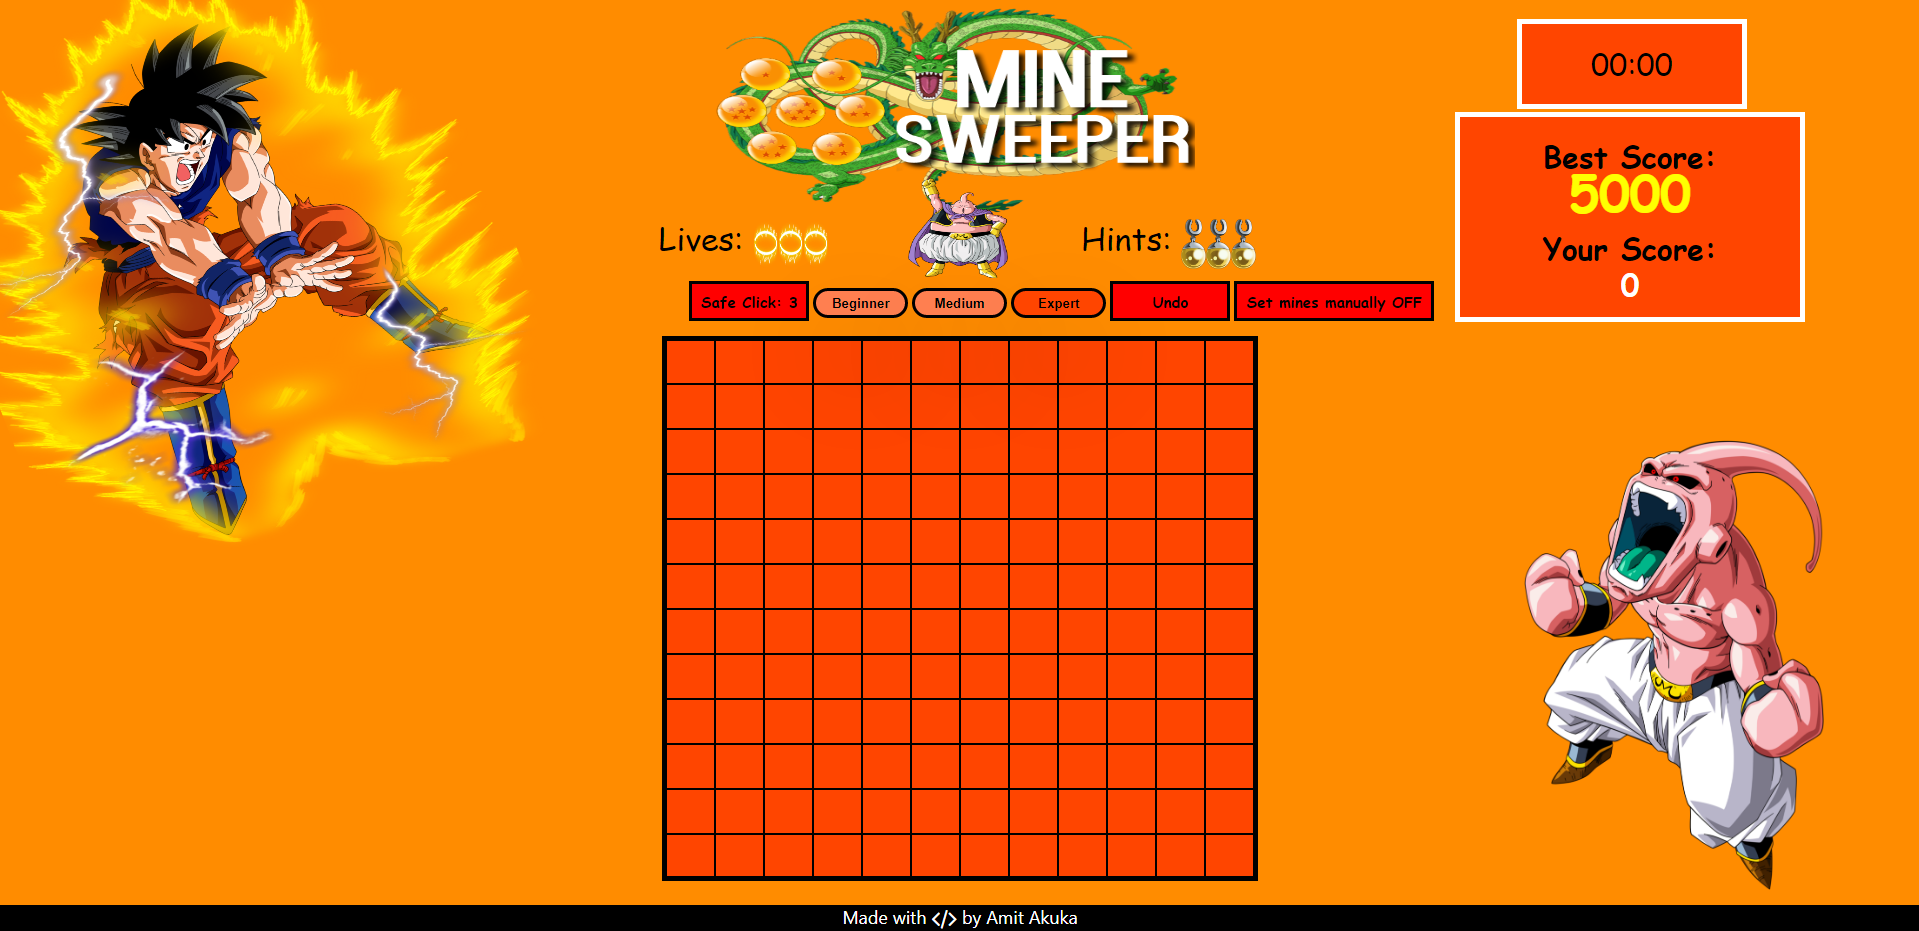 MINE
SWEEPER
00:00
Best Score:
5000
Your Score:
0
Lives:
Hints:
Safe Click: 3
Beginner
Medium
Expert
Undo
Set mines manually OFF
Made with </> by Amit Akuka